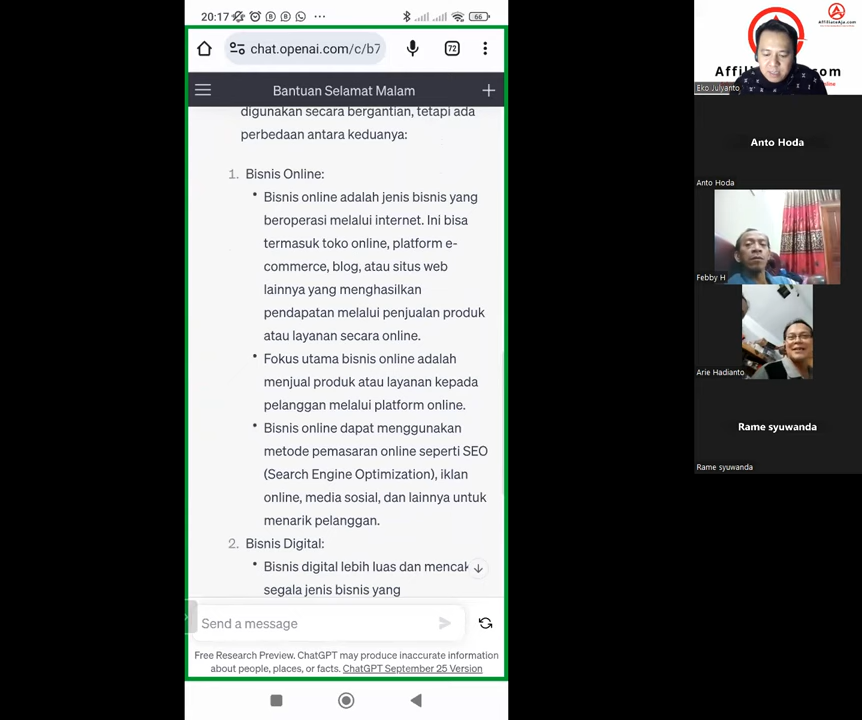 20:17
66
chat.openai.com/c/b7
72
Bantuan Selamat Malam
digunakan secara bergantian, tetapi ada
perbedaan antara keduanya:
1. Bisnis Online:
• Bisnis online adalah jenis bisnis yang
beroperasi melalui internet. Ini bisa
termasuk toko online, platform e-
commerce, blog, atau situs web
lainnya yang menghasilkan
pendapatan melalui penjualan produk
atau layanan secara online.
• Fokus utama bisnis online adalah
menjual produk atau layanan kepada
pelanggan melalui platform online.
• Bisnis online dapat menggunakan
metode pemasaran online seperti SEO
(Search Engine Optimization), iklan
online, media sosial, dan lainnya untuk
menarik pelanggan.
2. Bisnis Digital:
• Bisnis digital lebih luas dan mencak
segala jenis bisnis yang
Send a message
Free Research Preview. ChatGPT may produce inaccurate information
about people, places, or facts. ChatGPT September 25 Version
AffiliateAja.com
Eko Julyanto
Anto Hoda
Anto Hoda
Febby H
Arie Hadianto
Rame syuwanda
Rame syuwanda